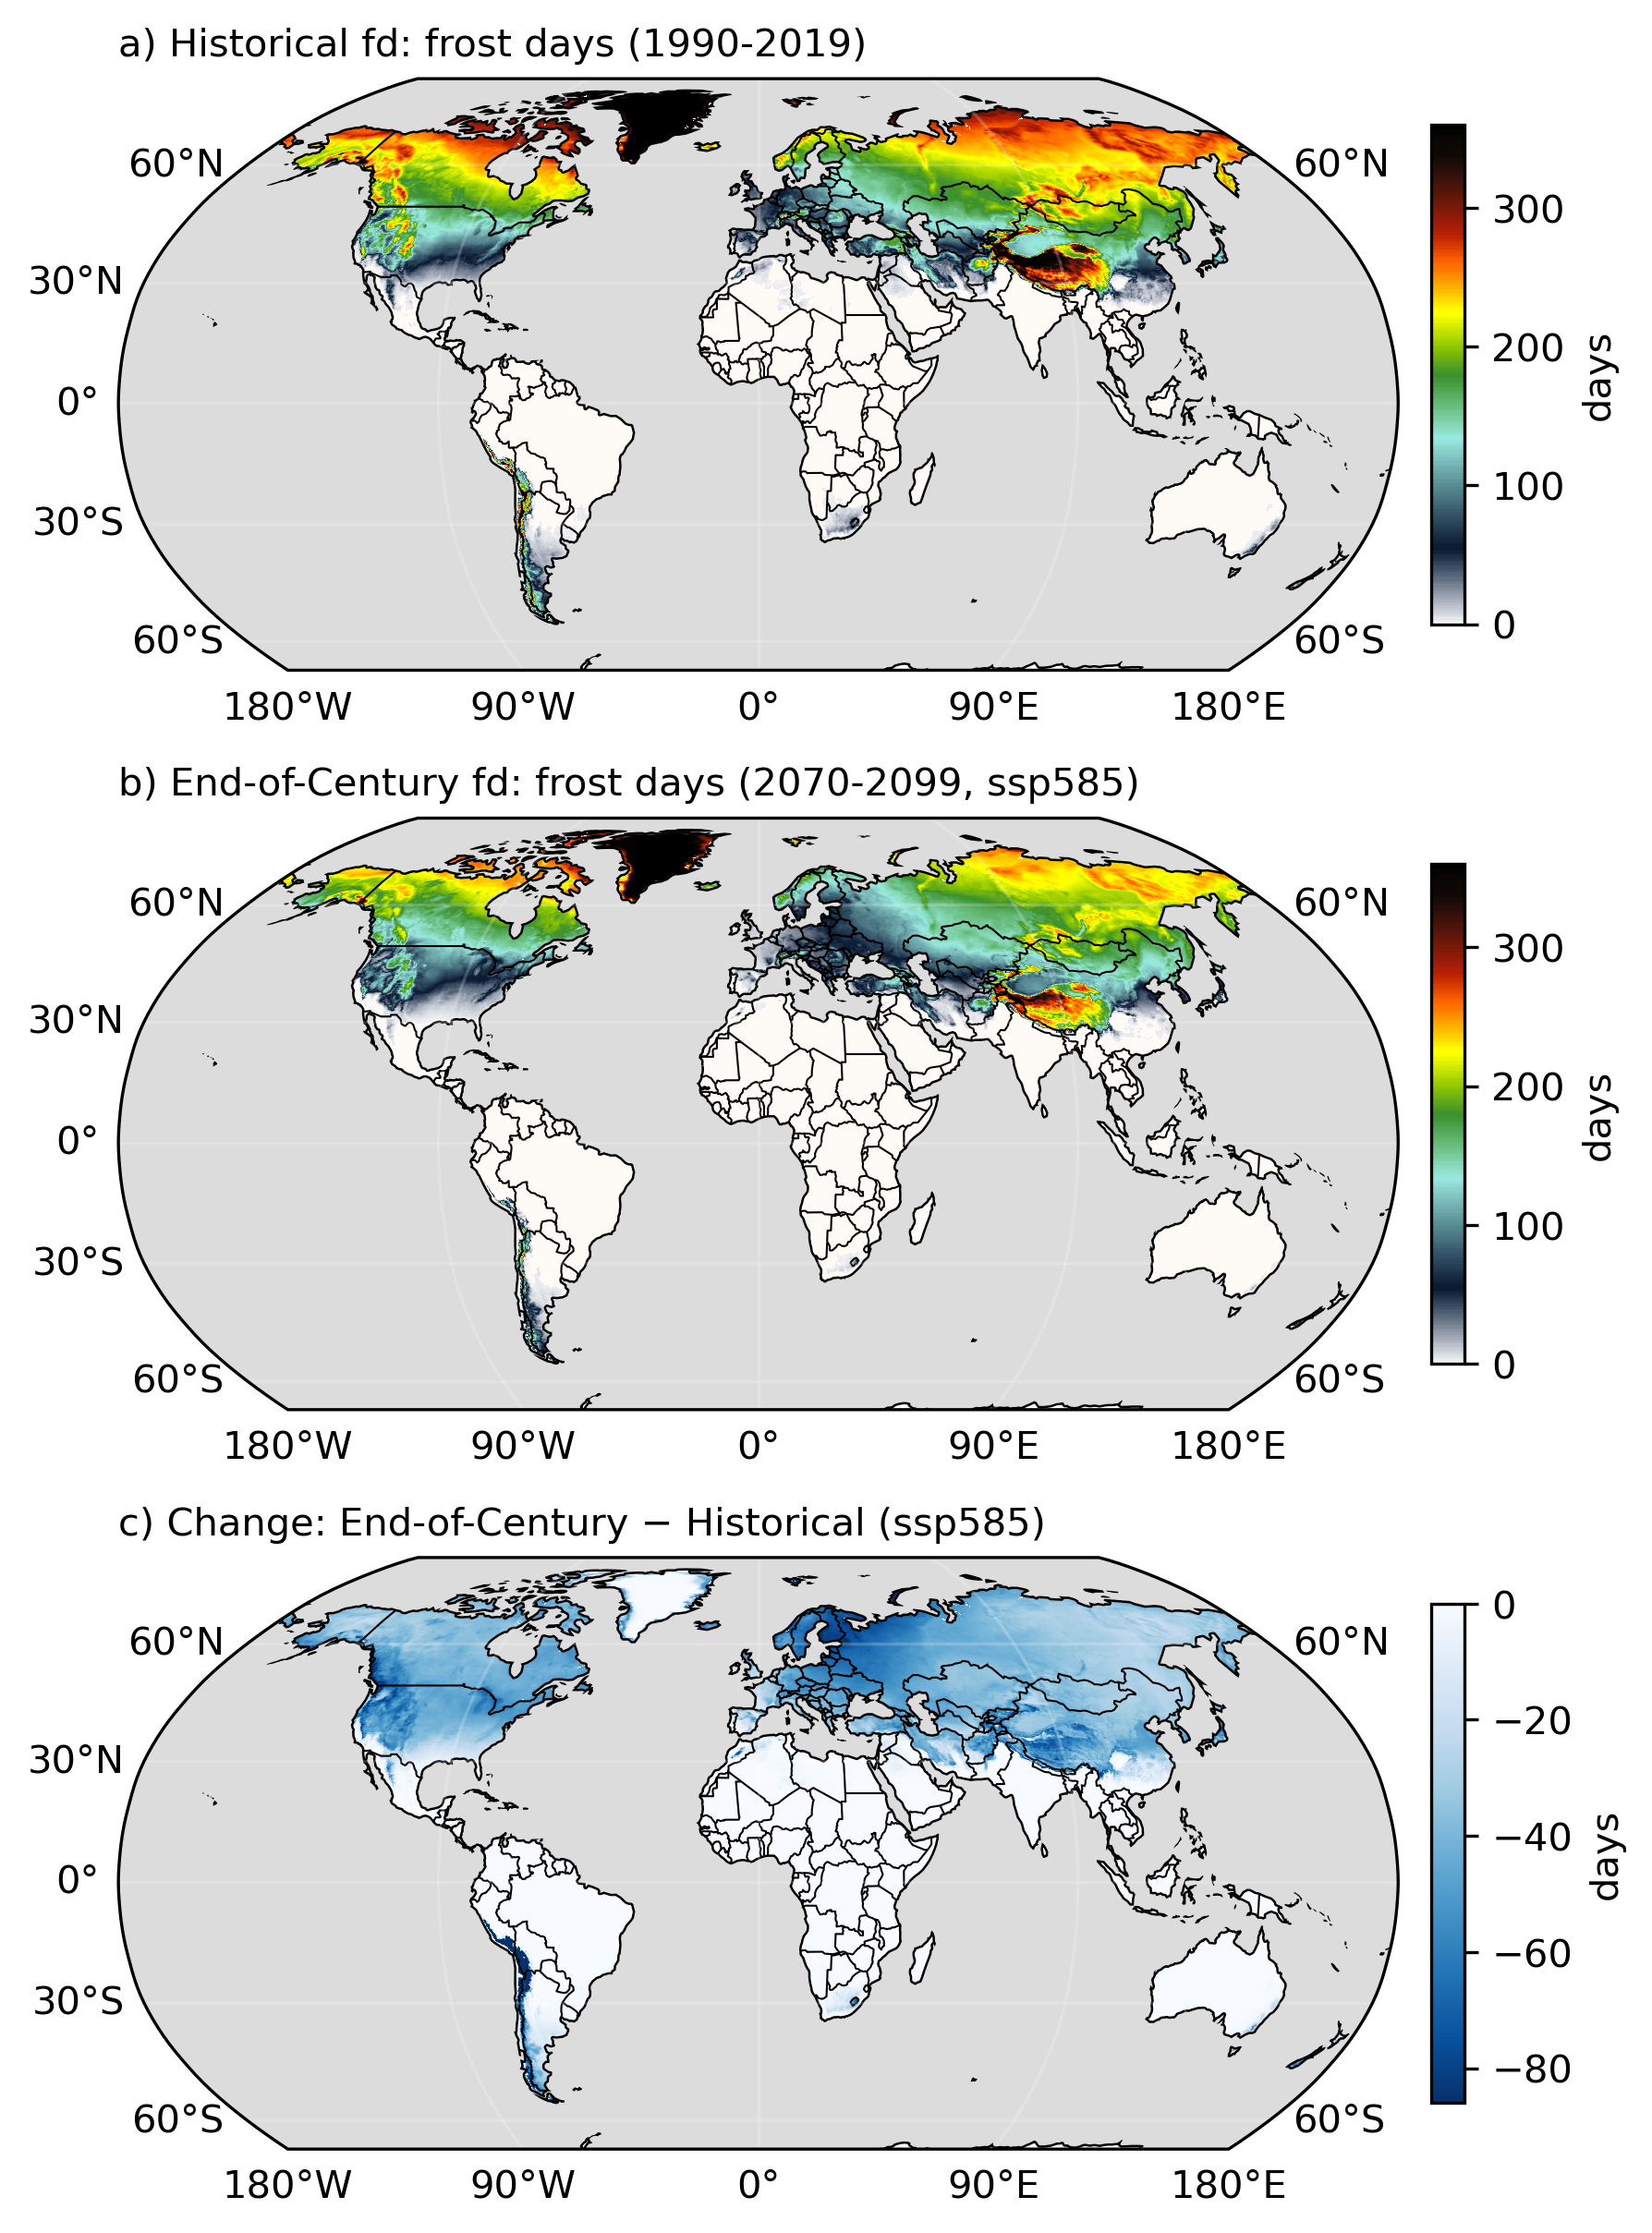 a) Historical fd: frost days (1990-2019)
60°N
60°N
300
30°N
200
days
0°
100
30°S
0
60°S
60°S
180°W 90°W 0° 90°E 180°E
b) End-of-Century fd: frost days (2070-2099, ssp585)
60°N
60°N
300
30°N
200
days
0°
100
30°S
0
60°S
60°S
180°W 90°W 0° 90°E 180°E
c) Change: End-of-Century − Historical (ssp585)
0
60°N
60°N
−20
30°N
−40
days
0°
−60
30°S
−80
60°S
60°S
180°W 90°W 0° 90°E 180°E